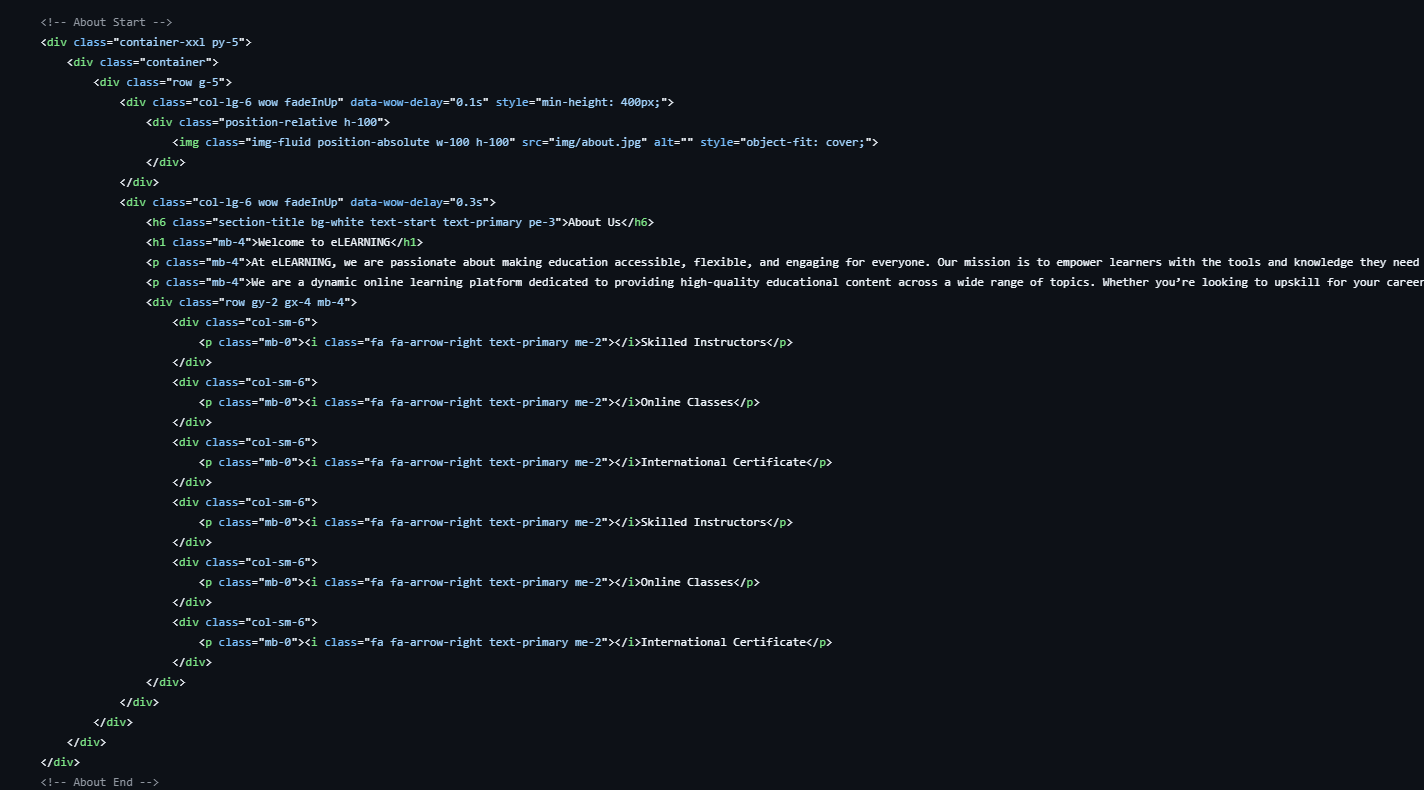 <!-- About Start -->
<div class="container-xxl py-5">
<div class="container">
<div class="row g-5">
<div class="col-lg-6 wow fadeInUp" data-wow-delay="0.1s" style="min-height: 400px;">
<div class="position-relative h-100">
<img class="img-fluid position-absolute w-100 h-100" src="img/about.jpg" alt="" style="object-fit: cover;">
</div>
</div>
<div class="col-lg-6 wow fadeInUp" data-wow-delay="0.3s">
<h6 class="section-title bg-white text-start text-primary pe-3">About Us</h6>
<h1 class="mb-4">Welcome to eLEARNING</h1>
<p class="mb-4">At eLEARNING, we are passionate about making education accessible, flexible, and engaging for everyone. Our mission is to empower learners with the tools and knowledge they need
<p class="mb-4">We are a dynamic online learning platform dedicated to providing high-quality educational content across a wide range of topics. Whether you’re looking to upskill for your career
<div class="row gy-2 gx-4 mb-4">
<div class="col-sm-6">
<p class="mb-0"><i class="fa fa-arrow-right text-primary me-2"></i>Skilled Instructors</p>
</div>
<div class="col-sm-6">
<p class="mb-0"><i class="fa fa-arrow-right text-primary me-2"></i>Online Classes</p>
</div>
<div class="col-sm-6">
<p class="mb-0"><i class="fa fa-arrow-right text-primary me-2"></i>International Certificate</p>
</div>
<div class="col-sm-6">
<p class="mb-0"><i class="fa fa-arrow-right text-primary me-2"></i>Skilled Instructors</p>
</div>
<div class="col-sm-6">
<p class="mb-0"><i class="fa fa-arrow-right text-primary me-2"></i>Online Classes</p>
</div>
<div class="col-sm-6">
<p class="mb-0"><i class="fa fa-arrow-right text-primary me-2"></i>International Certificate</p>
</div>
</div>
</div>
</div>
</div>
</div>
<!-- About End -->